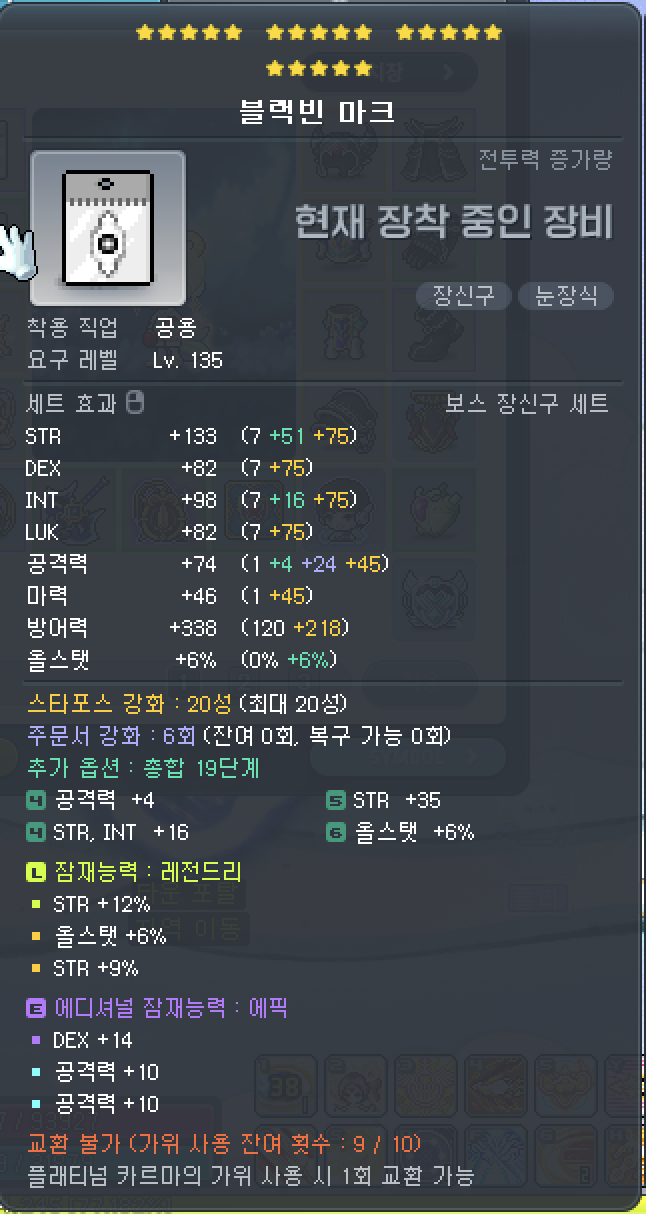 블랙빈 마크
전투력 증가량
현재 장착 중인 장비
장신구 눈장식
착용 직업 공용
요구 레벨 Lv. 135
세트 효과 보스 장신구 세트
STR +133 (7 +51 +75)
DEX +82 (7 +75)
INT +98 (7 +16 +75)
LUK +82 (7 +75)
공격력 +74 (1 +4 +24 +45)
마력 +46 (1 +45)
방어력 +338 (120 +218)
올스탯 +6% (0% +6%)
스타포스 강화 : 20성 (최대 20성)
주문서 강화 : 6회 (잔여 0회, 복구 가능 0회)
추가 옵션 : 총합 19단계
4 공격력 +4 5 STR +35
4 STR, INT +16 6 올스탯 +6%
L 잠재능력 : 레전드리
STR +12%
올스탯 +6%
STR +9%
E 에디셔널 잠재능력 : 에픽
DEX +14
공격력 +10
공격력 +10
교환 불가 (가위 사용 잔여 횟수 : 9 / 10)
플래티넘 카르마의 가위 사용 시 1회 교환 가능